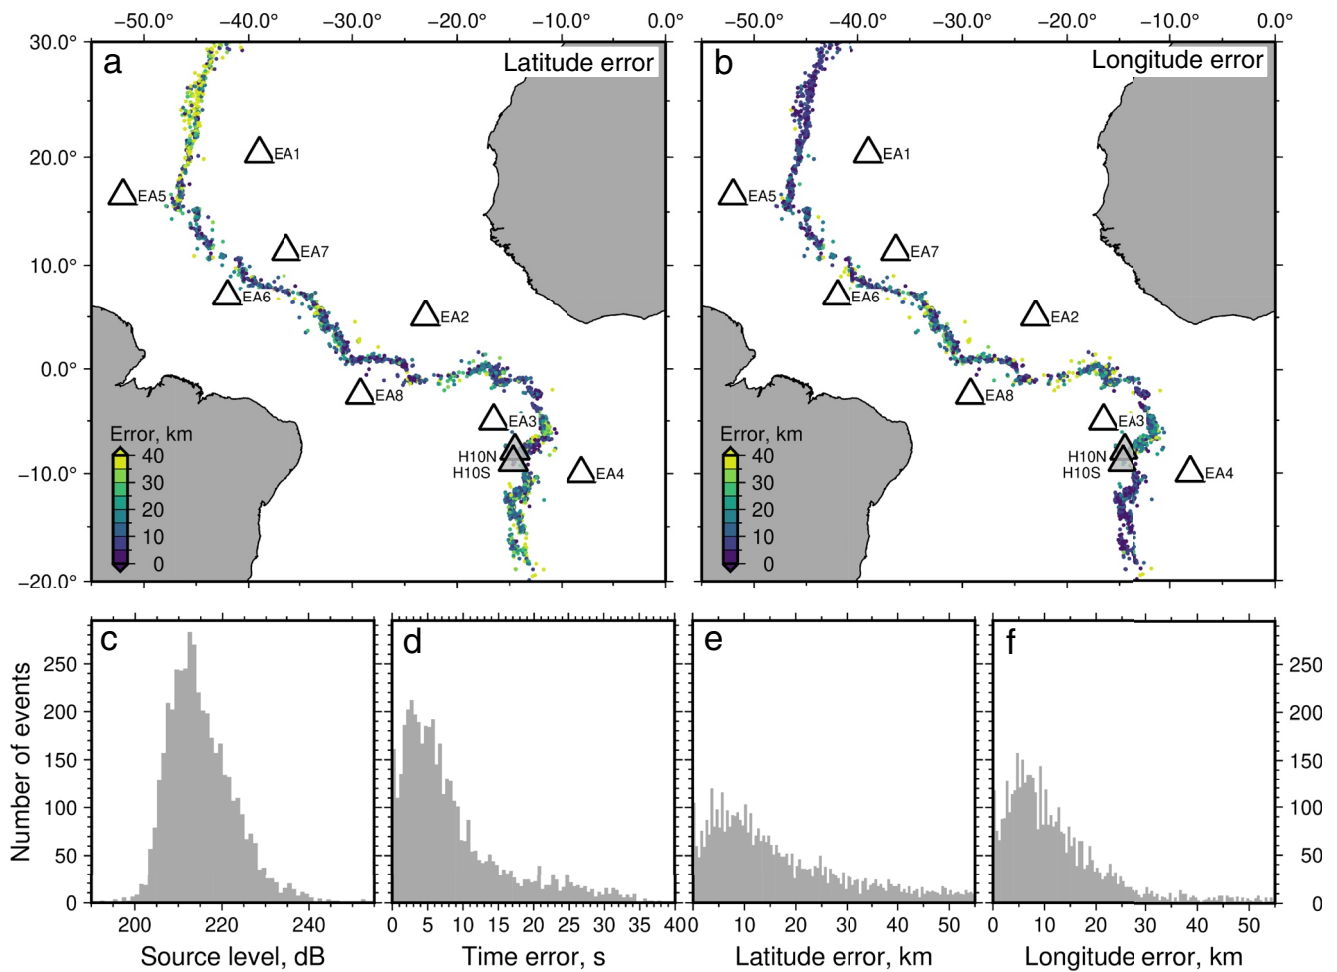 −50.0° −40.0° −30.0° −20.0° −10.0° 0.0° −50.0° −40.0° −30.0° −20.0° −10.0° 0.0°
30.0° a Latitude error b Longitude error
20.0° EA1 EA1
EA5 EA5
10.0° EA7 EA7
EA6 EA6
EA2 EA2
0.0°
EA8 EA8
EA3 EA3
Error, km Error, km
40 H10N 40 H10N
−10.0° H10S EA4 H10S EA4
30 30
20 20
10 10
0 0
−20.0°
c d e f
250 250
200 200
150 150
100 100
50 50
0 0
Number of events
200 220 240 0 5 10 15 20 25 30 35 40 0 10 20 30 40 50 0 10 20 30 40 50
Source level, dB Time error, s Latitude error, km Longitude error, km